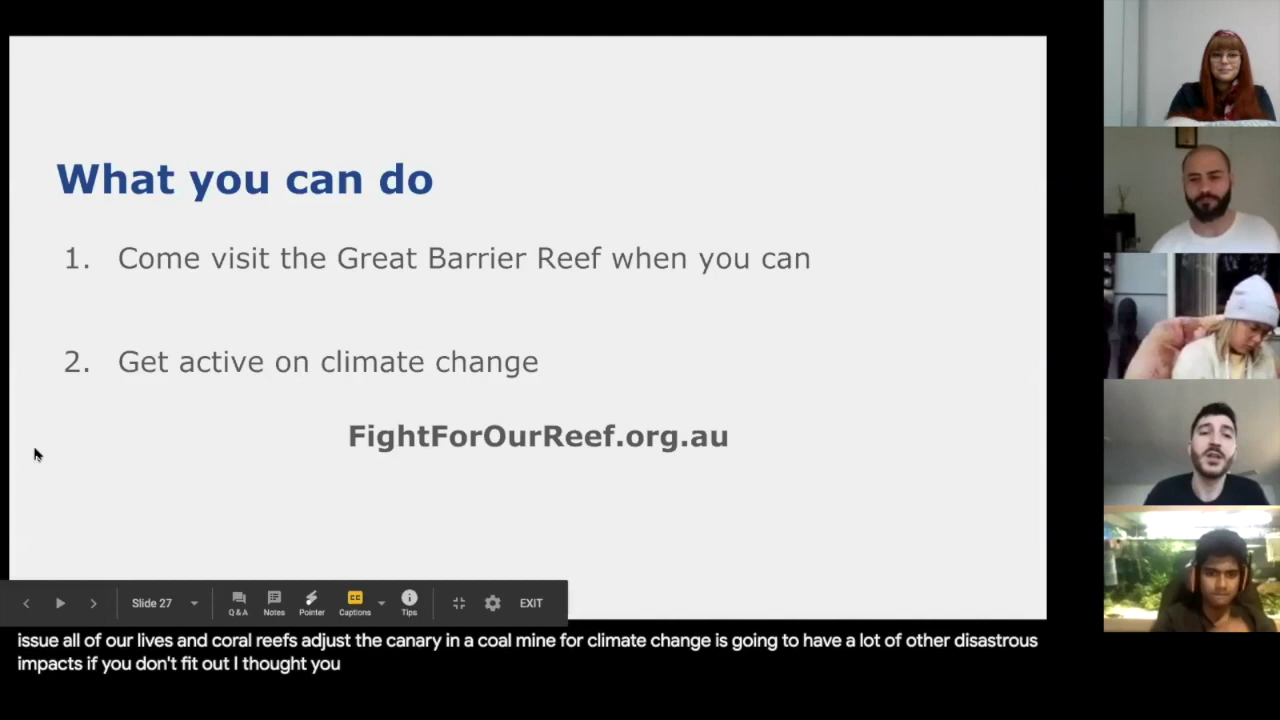 What you can do
1. Come visit the Great Barrier Reef when you can
2. Get active on climate change
FightForOurReef.org.au
Slide 27
Q & A
Notes
Pointer
CC
Captions
Tips
EXIT
issue all of our lives and coral reefs adjust the canary in a coal mine for climate change is going to have a lot of other disastrous
impacts if you don't fit out I thought you